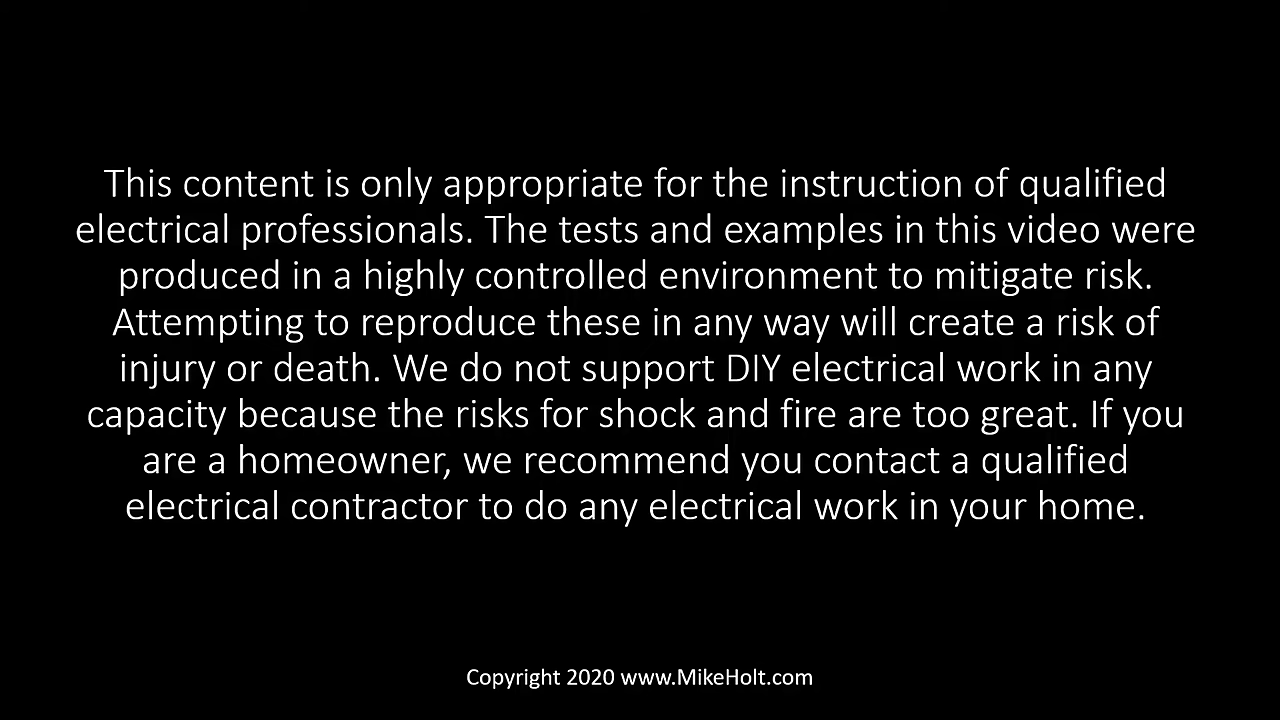 This content is only appropriate for the instruction of qualified
electrical professionals. The tests and examples in this video were
produced in a highly controlled environment to mitigate risk.
Attempting to reproduce these in any way will create a risk of
injury or death. We do not support DIY electrical work in any
capacity because the risks for shock and fire are too great. If you
are a homeowner, we recommend you contact a qualified
electrical contractor to do any electrical work in your home.
Copyright 2020 www.MikeHolt.com